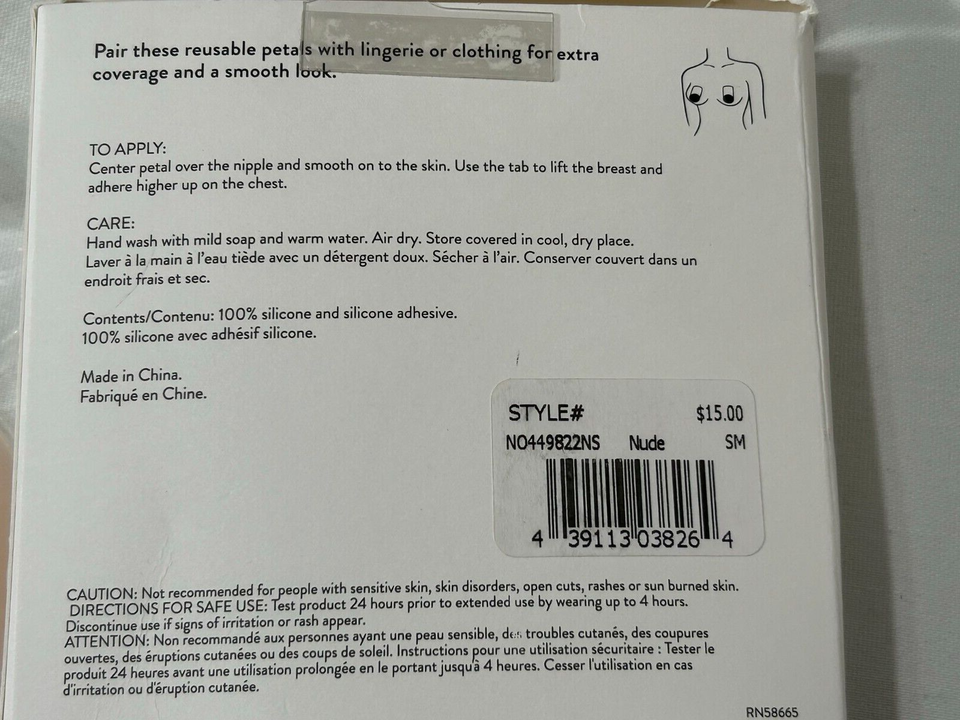 Pair these reusable petals with lingerie or clothing for extra
coverage and a smooth look.
TO APPLY:
Center petal over the nipple and smooth on to the skin. Use the tab to lift the breast and
adhere higher up on the chest.
CARE:
Hand wash with mild soap and warm water. Air dry. Store covered in cool, dry place.
Laver à la main à l'eau tiède avec un détergent doux. Sécher à l'air. Conserver couvert dans un
endroit frais et sec.
Contents/Contenu: 100% silicone and silicone adhesive.
100% silicone avec adhésif silicone.
Made in China.
Fabriqué en Chine.
STYLE# $15.00
NO449822NS Nude SM
4 39113 03826 4
CAUTION: Not recommended for people with sensitive skin, skin disorders, open cuts, rashes or sun burned skin.
DIRECTIONS FOR SAFE USE: Test product 24 hours prior to extended use by wearing up to 4 hours.
Discontinue use if signs of irritation or rash appear.
ATTENTION: Non recommandé aux personnes ayant une peau sensible, des troubles cutanés, des coupures
ouvertes, des éruptions cutanées ou des coups de soleil. Instructions pour une utilisation sécuritaire : Tester le
produit 24 heures avant une utilisation prolongée en le portant jusqu'à 4 heures. Cesser l'utilisation en cas
d'irritation ou d'éruption cutanée.
RN58665